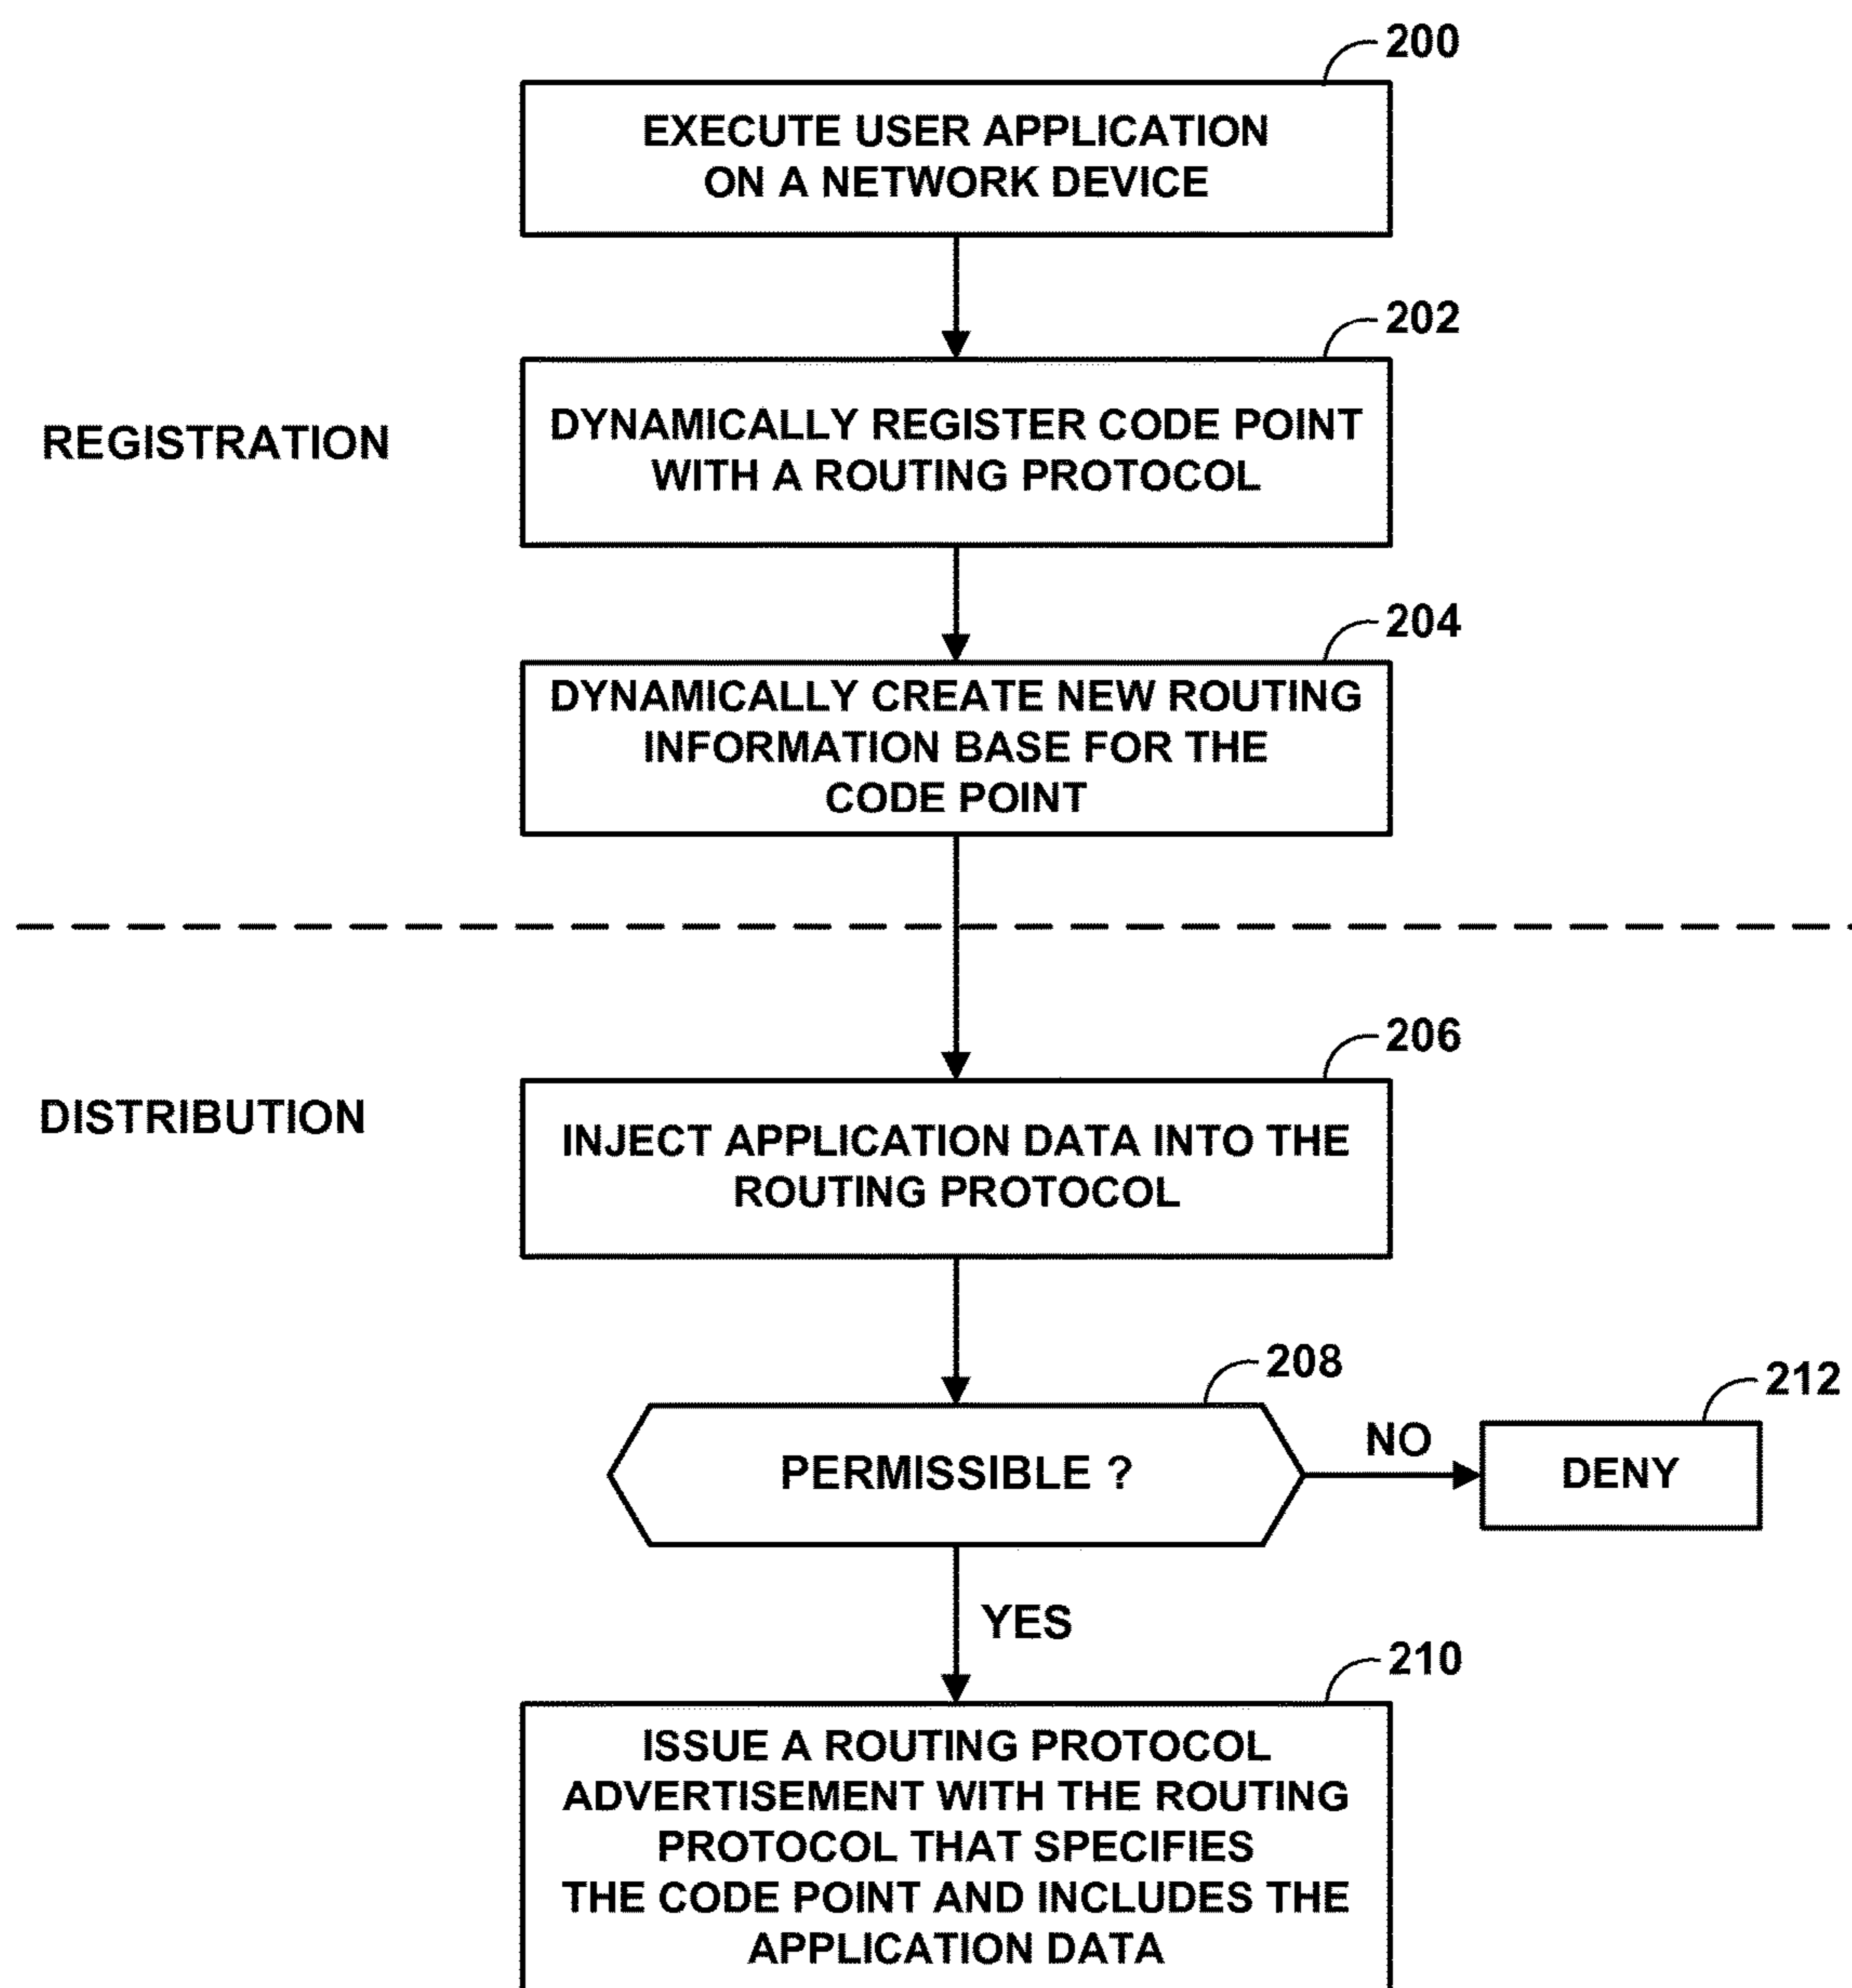 200
EXECUTE USER APPLICATION
ON A NETWORK DEVICE
202
REGISTRATION
DYNAMICALLY REGISTER CODE POINT
WITH A ROUTING PROTOCOL
204
DYNAMICALLY CREATE NEW ROUTING
INFORMATION BASE FOR THE
CODE POINT
206
DISTRIBUTION
INJECT APPLICATION DATA INTO THE
ROUTING PROTOCOL
208
212
PERMISSIBLE ?
NO
DENY
YES
210
ISSUE A ROUTING PROTOCOL
ADVERTISEMENT WITH THE ROUTING
PROTOCOL THAT SPECIFIES
THE CODE POINT AND INCLUDES THE
APPLICATION DATA